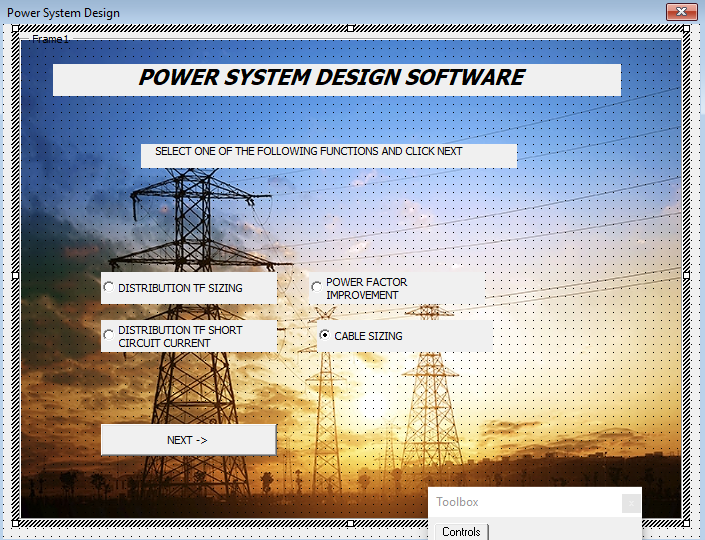 Power System Design
Frame1
POWER SYSTEM DESIGN SOFTWARE
SELECT ONE OF THE FOLLOWING FUNCTIONS AND CLICK NEXT
DISTRIBUTION TF SIZING
POWER FACTOR
IMPROVEMENT
DISTRIBUTION TF SHORT
CIRCUIT CURRENT
CABLE SIZING
NEXT ->
Toolbox
Controls